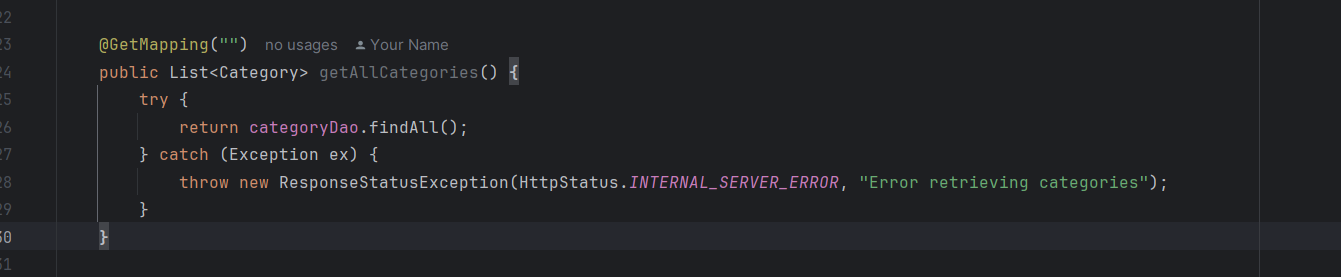 22
23 @GetMapping("") no usages Your Name
24 public List<Category> getAllCategories() {
25 try {
26 return categoryDao.findAll();
27 } catch (Exception ex) {
28 throw new ResponseStatusException(HttpStatus.INTERNAL_SERVER_ERROR, "Error retrieving categories");
29 }
30 }
31